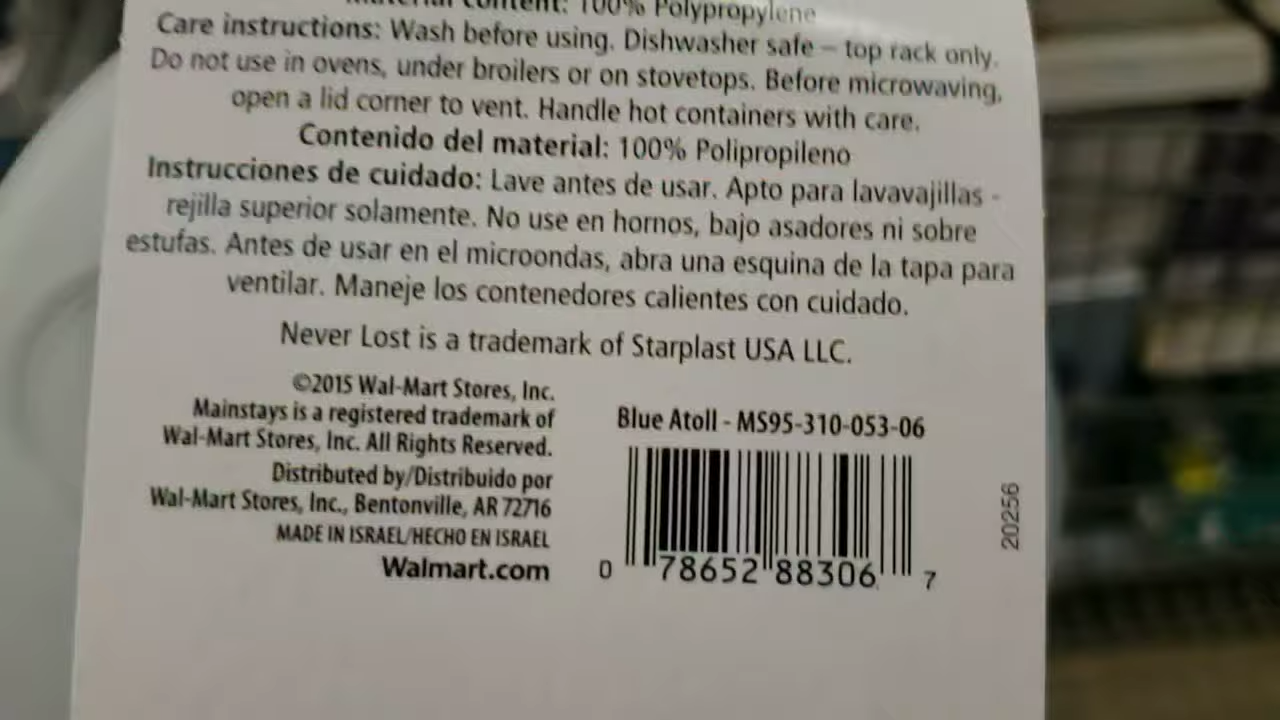 Material content: 100% Polypropylene
Care instructions: Wash before using. Dishwasher safe – top rack only.
Do not use in ovens, under broilers or on stovetops. Before microwaving,
open a lid corner to vent. Handle hot containers with care.
Contenido del material: 100% Polipropileno
Instrucciones de cuidado: Lave antes de usar. Apto para lavavajillas -
rejilla superior solamente. No use en hornos, bajo asadores ni sobre
estufas. Antes de usar en el microondas, abra una esquina de la tapa para
ventilar. Maneje los contenedores calientes con cuidado.
Never Lost is a trademark of Starplast USA LLC.
©2015 Wal-Mart Stores, Inc.
Mainstays is a registered trademark of
Wal-Mart Stores, Inc. All Rights Reserved.
Distributed by/Distribuido por
Wal-Mart Stores, Inc., Bentonville, AR 72716
MADE IN ISRAEL/HECHO EN ISRAEL
Walmart.com
Blue Atoll - MS95-310-053-06
0 78652 88306 7
20256